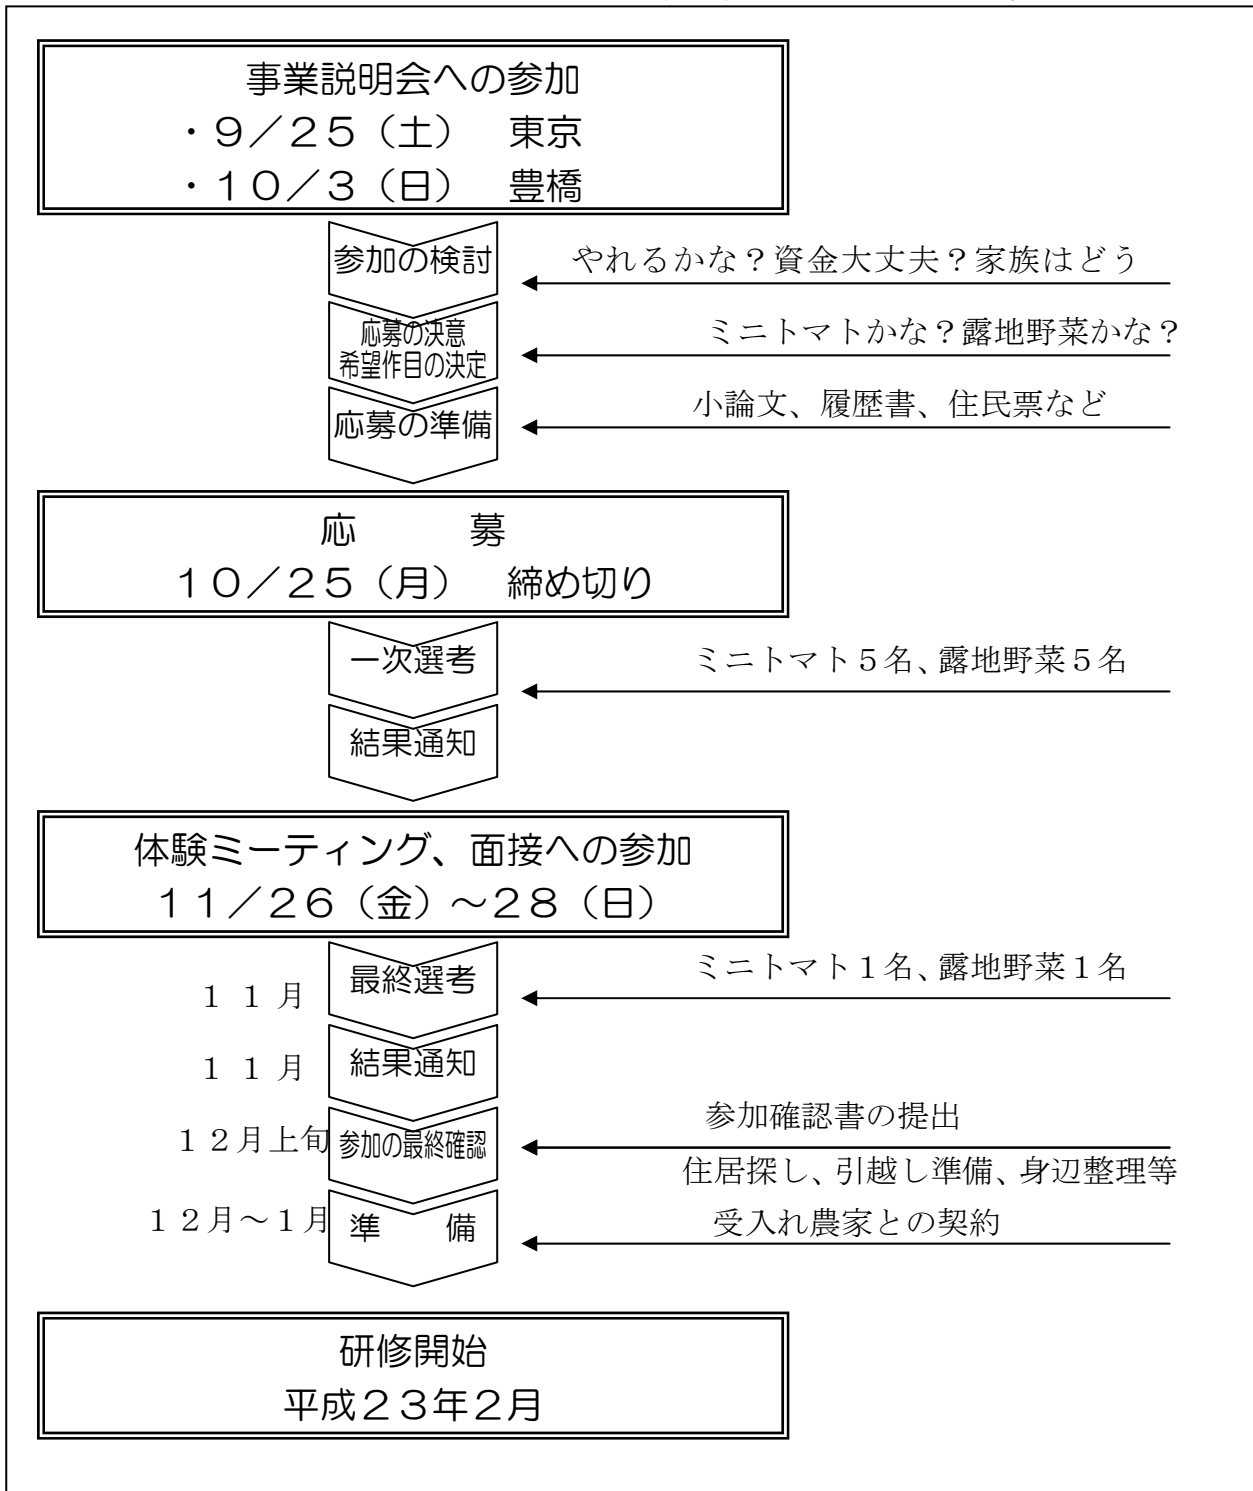 事業説明会への参加
・９／２５（土）　東京
・１０／３（日）　豊橋
参加の検討
やれるかな？資金大丈夫？家族はどう
応募の決意
希望作目の決定
ミニトマトかな？露地野菜かな？
応募の準備
小論文、履歴書、住民票など
応　　　募
１０／２５（月）　締め切り
一次選考
ミニトマト５名、露地野菜５名
結果通知
体験ミーティング、面接への参加
１１／２６（金）～２８（日）
１１月
最終選考
ミニトマト１名、露地野菜１名
１１月
結果通知
１２月上旬
参加の最終確認
参加確認書の提出
住居探し、引越し準備、身辺整理等
１２月～１月
準　　備
受入れ農家との契約
研修開始
平成２３年２月